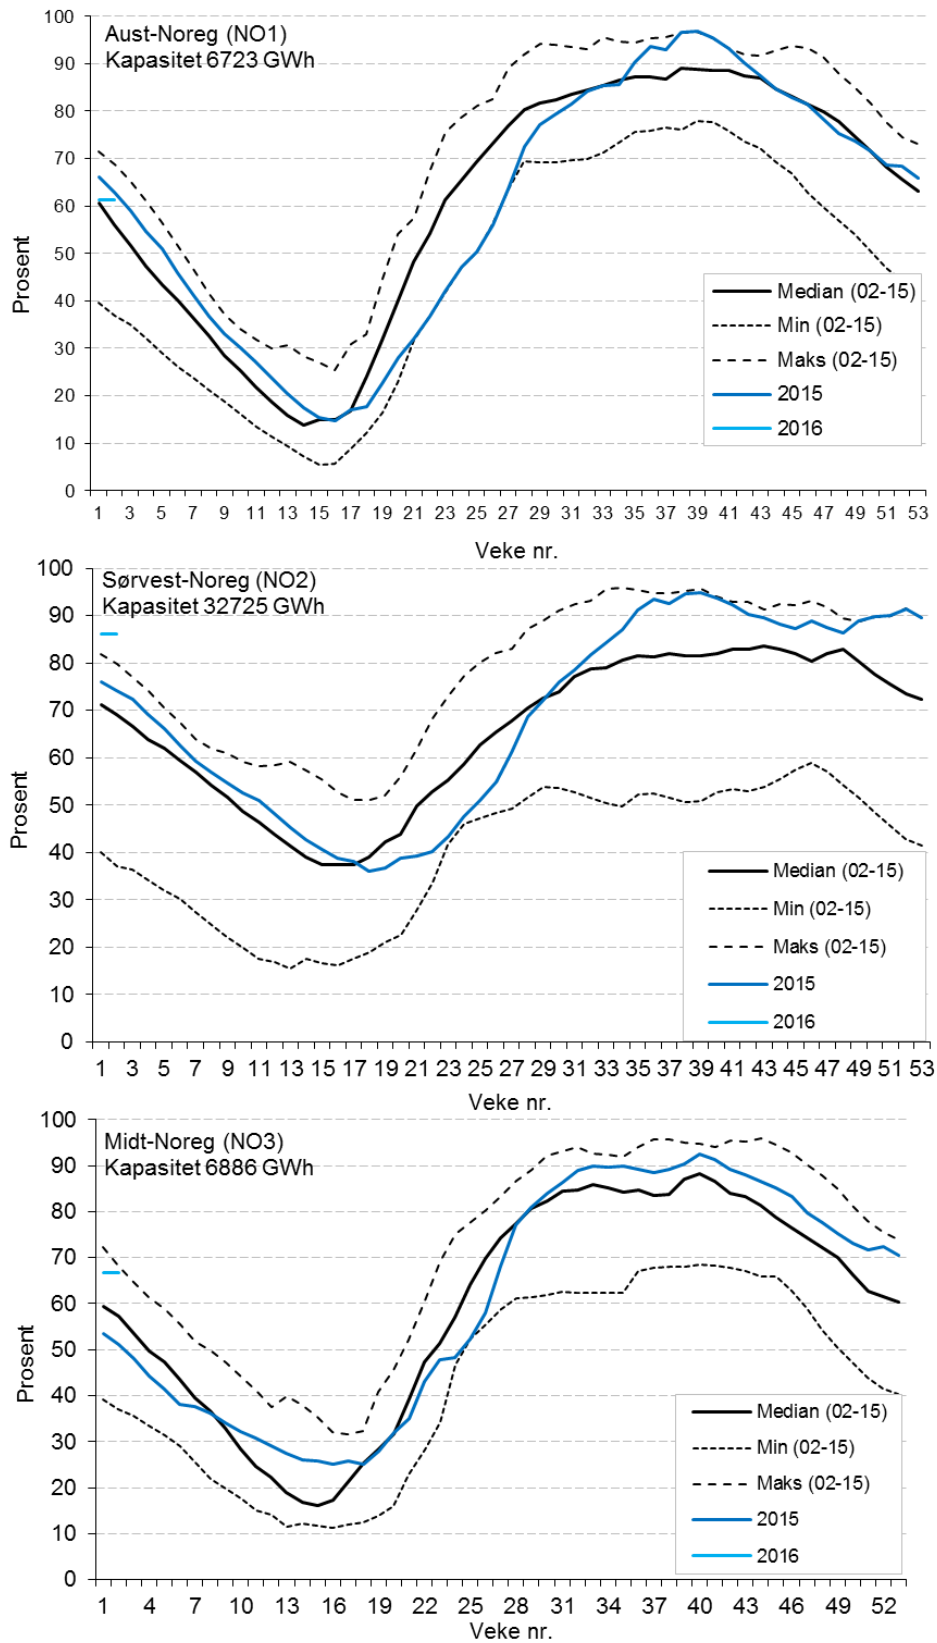 Aust-Noreg (NO1)
Kapasitet 6723 GWh
100
90
80
70
60
50
40
30
20
10
0
Prosent
Median (02-15)
Min (02-15)
Maks (02-15)
2015
2016
1 3 5 7 9 11 13 15 17 19 21 23 25 27 29 31 33 35 37 39 41 43 45 47 49 51 53
Veke nr.
Sørvest-Noreg (NO2)
Kapasitet 32725 GWh
100
90
80
70
60
50
40
30
20
10
0
Prosent
Median (02-15)
Min (02-15)
Maks (02-15)
2015
2016
1 3 5 7 9 11 13 15 17 19 21 23 25 27 29 31 33 35 37 39 41 43 45 47 49 51 53
Veke nr.
Midt-Noreg (NO3)
Kapasitet 6886 GWh
100
90
80
70
60
50
40
30
20
10
0
Prosent
Median (02-15)
Min (02-15)
Maks (02-15)
2015
2016
1 4 7 10 13 16 19 22 25 28 31 34 37 40 43 46 49 52
Veke nr.